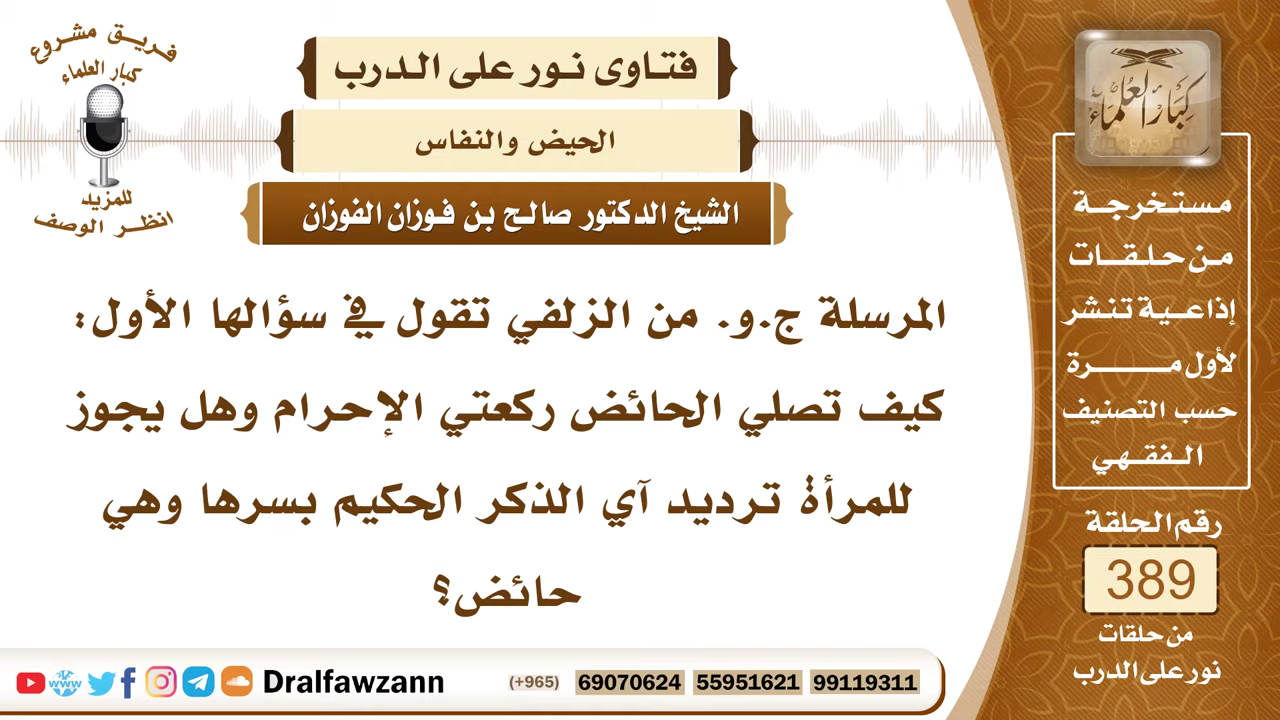 فريق مشروع
كبار العلماء
للمزيد
انظر الوصف
فتاوى نور على الدرب
الحيض والنفاس
الشيخ الدكتور صالح بن فوزان الفوزان
المرسلة ج.و. من الزلفي تقول في سؤالها الأول:
كيف تصلي الحائض ركعتي الإحرام وهل يجوز
للمرأة ترديد آي الذكر الحكيم بسرها وهي
حائض؟
كبار العلماء
مستخرجة
من حلقات
إذاعية تنشر
لأول مرة
حسب التصنيف
الفقهي
رقم الحلقة
389
من حلقات
نور على الدرب
www Dralfawzann (+965) 69070624 55951621 99119311